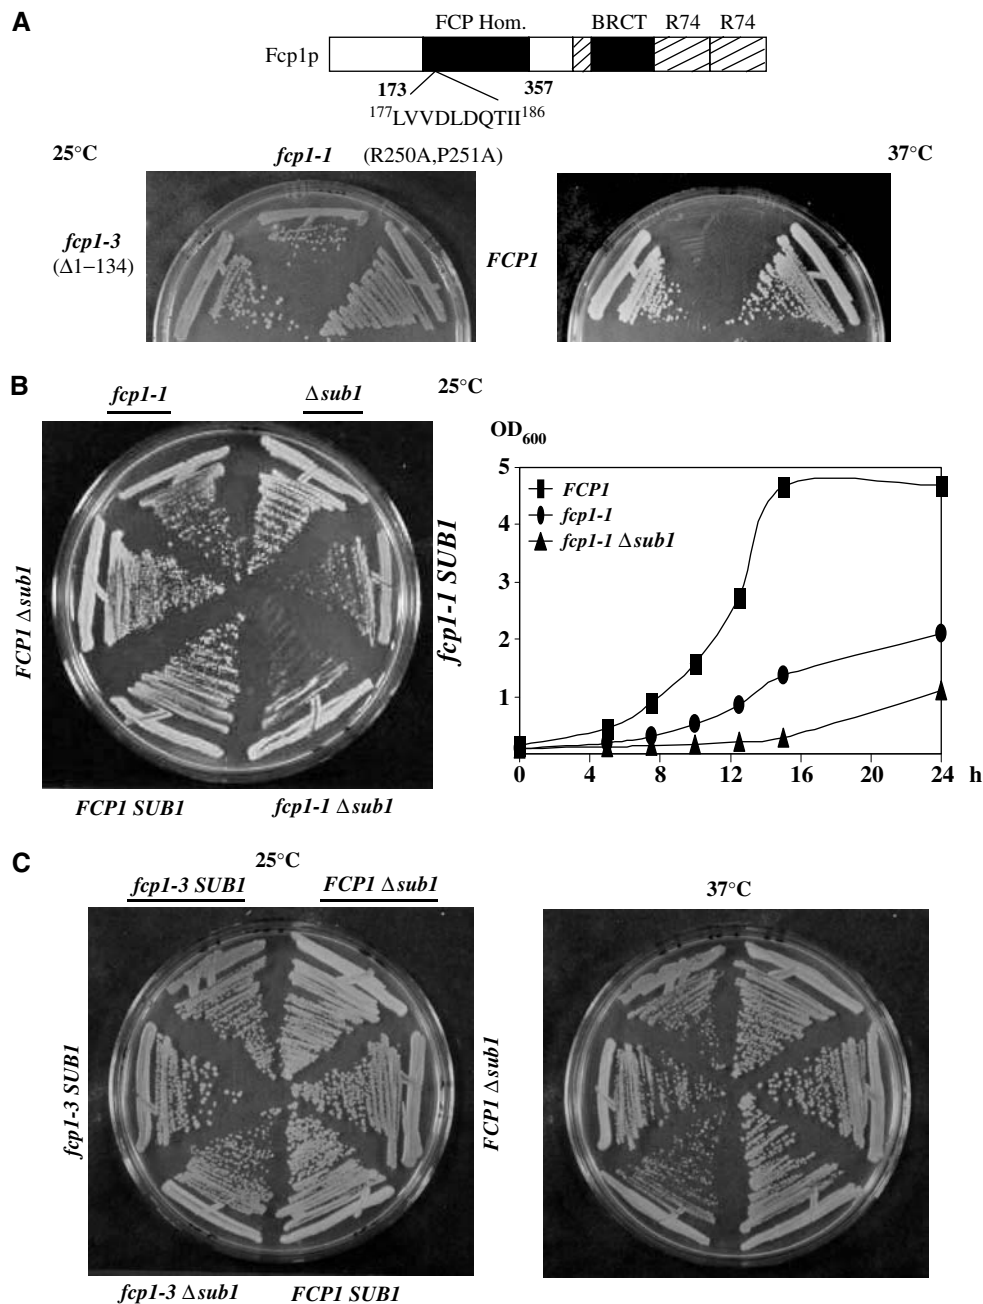 A
FCP Hom. BRCT R74 R74
Fcp1p
173 357
177LVVDLDQTII186
25°C fcp1-1 (R250A,P251A) 37°C
fcp1-3
(Δ1–134)
FCP1
B
fcp1-1 Δsub1 25°C
FCP1 Δsub1
fcp1-1 SUB1
FCP1 SUB1 fcp1-1 Δsub1
OD600
5
4
3
2
1
FCP1
fcp1-1
fcp1-1 Δsub1
0 4 8 12 16 20 24 h
C
25°C
fcp1-3 SUB1 FCP1 Δsub1 37°C
fcp1-3 SUB1
FCP1 Δsub1
fcp1-3 Δsub1 FCP1 SUB1